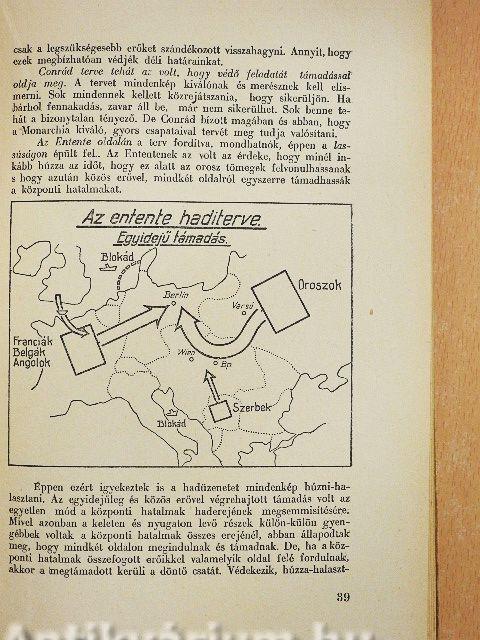 csak a legszükségesebb erőket szándékozott visszahagyni. Annyit, hogy
ezek megbízhatóan védjék déli határainkat.
Conrád terve tehát az volt, hogy védő feladatát támadással
oldja meg. A tervet mindenkép kiválónak és merésznek kell elis-
merni. Sok mindennek kellett közrejátszania, hogy sikerüljön. Ha
bárhol fennakadás, zavar áll be, már nem sikerülhet. Sok benne te-
hát a bizonytalan tényező. De Conrád bízott magában és abban, hogy
a Monarchia kiváló, gyors csapataival tervét meg tudja valósítani.
Az Entente oldalán a terv fordítva, mondhatnók, éppen a las-
súságon épült fel. Az Ententenek az volt az érdeke, hogy minél in-
kább húzza az időt, hogy ez alatt az orosz tömegek felvonulhassanak
s hogy azután közös erővel, mindkét oldalról egyszerre támadhassák
a központi hatalmakat.
Az entente haditerve.
Egyidejű támadás.
Blokád
Oroszok
Berlin
Varsó
Franciák
Belgák
Angolok
Wien
Bp
Szerbek
Blokád
Éppen ezért igyekeztek is a hadüzenetet mindenkép húzni-ha-
lasztani. Az egyidejűleg és közös erővel végrehajtott támadás volt az
egyetlen mód a központi hatalmak haderejének megsemmisítésére.
Mivel azonban a keleten és nyugaton levő részek külön-külön gyen-
gébbek voltak a központi hatalmak összes erejénél, abban állapodtak
meg, hogy mindkét oldalon megindulnak és támadnak. De, ha a köz-
ponti hatalmak összefogott erőikkel valamelyik oldal felé fordulnak,
akkor a megtámadott kerüli a döntő csatát. Védekezik, húzza-halaszt-
39
Antikvárium.hu